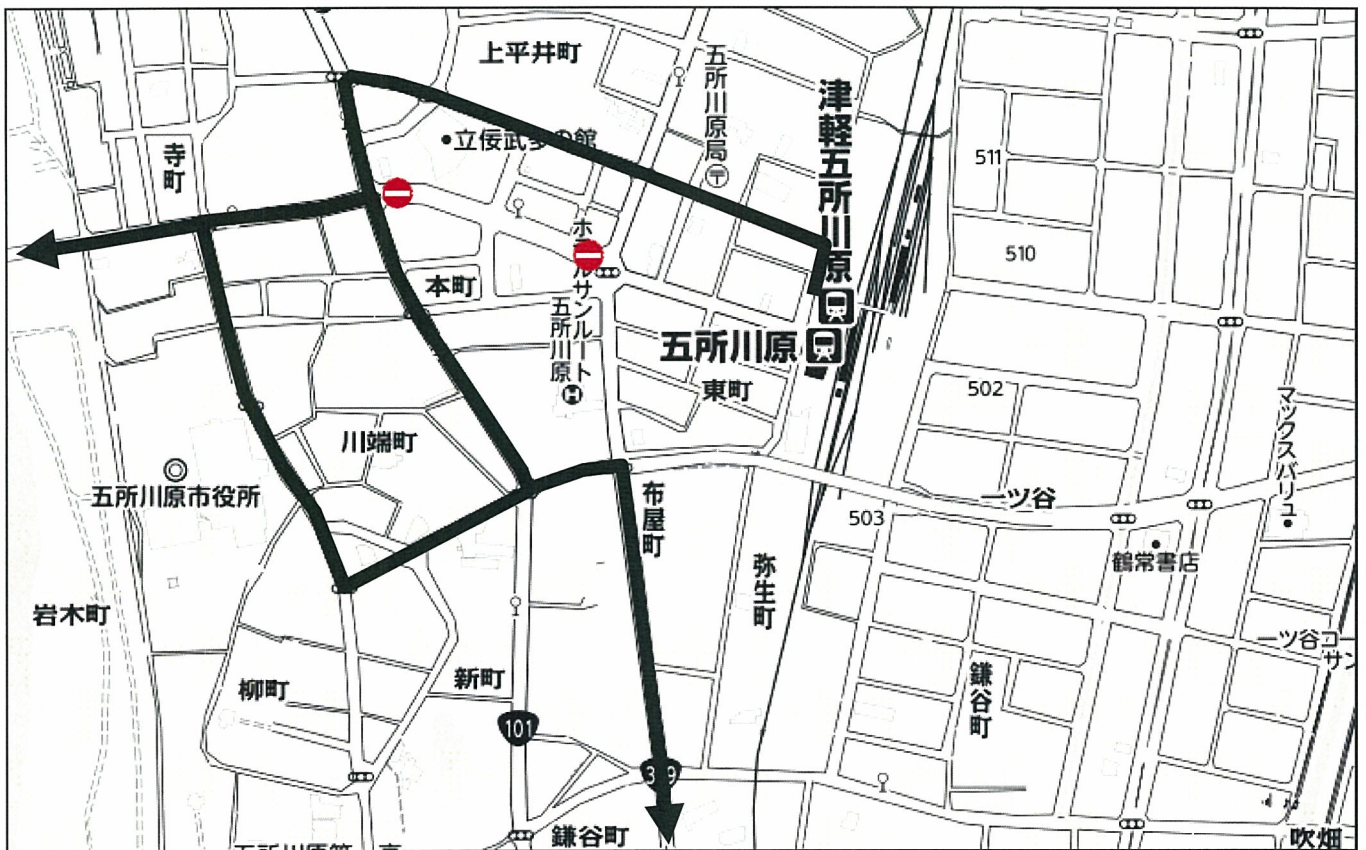 上平井町
五所川原局
津軽五所川原
立佞武多の館
寺町
511
510
本町
ホテルサンルート
五所川原
五所川原
東町
502
マックスバリュ
川端町
五所川原市役所
布屋町
一ツ谷
503
鶴常書店
弥生町
岩木町
一ツ谷コ
サン
新町
柳町
鎌谷町
101
鎌谷町
吹畑